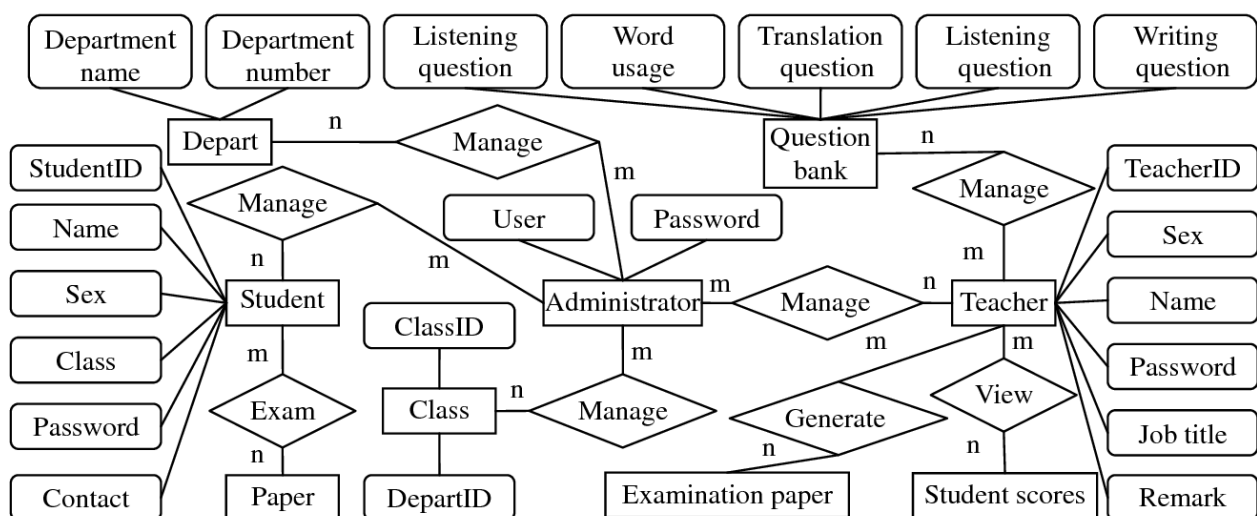 Department
name
Department
number
Listening
question
Word
usage
Translation
question
Listening
question
Writing
question
Depart
n
Manage
m
Question
bank
n
Manage
m
StudentID
Name
Sex
Class
Password
Contact
Manage
n
m
User
Password
Student
Administrator
m
Manage
n
Teacher
TeacherID
Sex
Name
Password
Job title
Remark
m
Exam
n
Paper
ClassID
Class
DepartID
n
Manage
m
m
Generate
n
Examination paper
m
View
n
Student scores